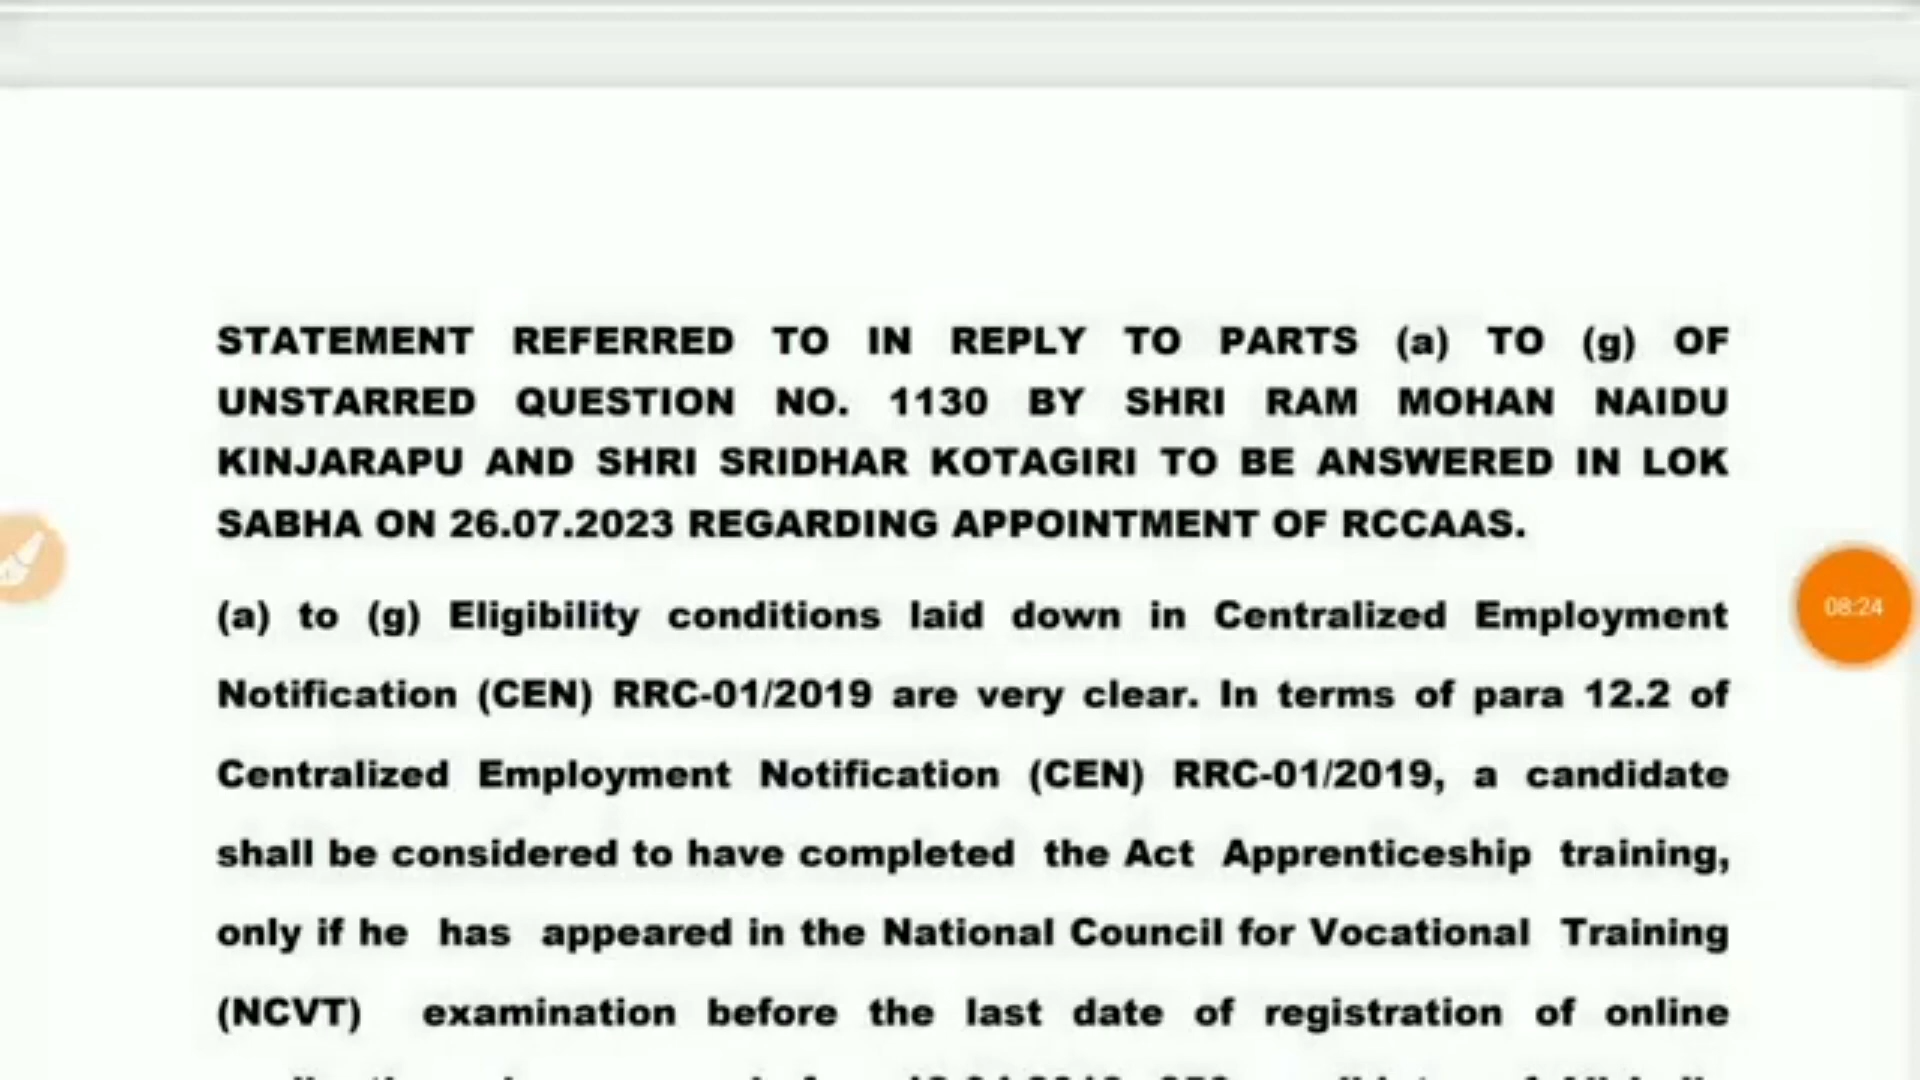 STATEMENT REFERRED TO IN REPLY TO PARTS (a) TO (g) OF
UNSTARRED QUESTION NO. 1130 BY SHRI RAM MOHAN NAIDU
KINJARAPU AND SHRI SRIDHAR KOTAGIRI TO BE ANSWERED IN LOK
SABHA ON 26.07.2023 REGARDING APPOINTMENT OF RCCAAS.
(a) to (g) Eligibility conditions laid down in Centralized Employment
Notification (CEN) RRC-01/2019 are very clear. In terms of para 12.2 of
Centralized Employment Notification (CEN) RRC-01/2019, a candidate
shall be considered to have completed the Act Apprenticeship training,
only if he has appeared in the National Council for Vocational Training
(NCVT) examination before the last date of registration of online
08:24